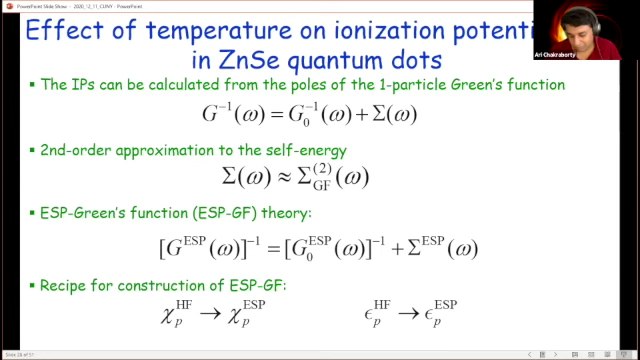 PowerPoint Slide Show - 2020_12_11_CUNY - PowerPoint
Ari Chakraborty
Effect of temperature on ionization
in ZnSe quantum dots
The IPs can be calculated from the poles of the 1-particle Green's function
G⁻¹(ω) = G₀⁻¹(ω) + Σ(ω)
2nd-order approximation to the self-energy
Σ(ω) ≈ Σ_GF^(2)(ω)
ESP-Green's function (ESP-GF) theory:
[G^ESP(ω)]⁻¹ = [G₀^ESP(ω)]⁻¹ + Σ^ESP(ω)
Recipe for construction of ESP-GF:
χ_p^HF → χ_p^ESP ϵ_p^HF → ϵ_p^ESP